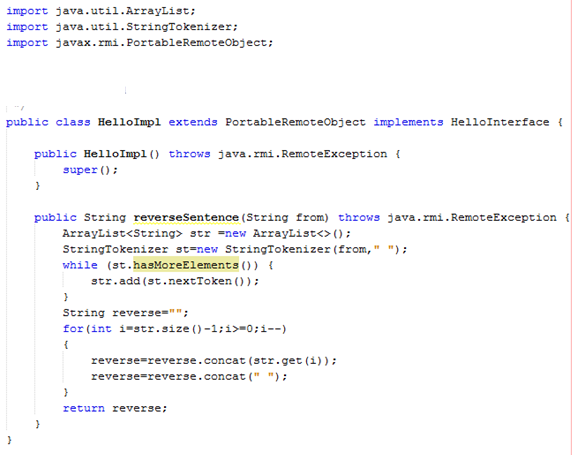 import java.util.ArrayList;
import java.util.StringTokenizer;
import javax.rmi.PortableRemoteObject;
*/
public class HelloImpl extends PortableRemoteObject implements HelloInterface {
public HelloImpl() throws java.rmi.RemoteException {
super();
}
public String reverseSentence(String from) throws java.rmi.RemoteException {
ArrayList<String> str =new ArrayList<>();
StringTokenizer st=new StringTokenizer(from," ");
while (st.hasMoreElements()) {
str.add(st.nextToken());
}
String reverse="";
for(int i=str.size()-1;i>=0;i--)
{
reverse=reverse.concat(str.get(i));
reverse=reverse.concat(" ");
}
return reverse;
}
}